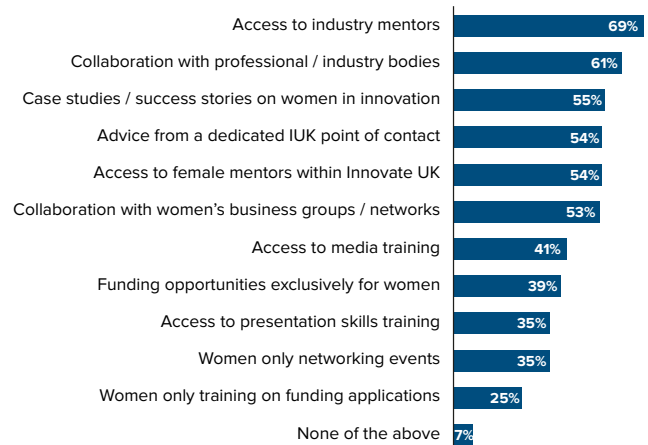 Access to industry mentors 69%
Collaboration with professional / industry bodies 61%
Case studies / success stories on women in innovation 55%
Advice from a dedicated IUK point of contact 54%
Access to female mentors within Innovate UK 54%
Collaboration with women’s business groups / networks 53%
Access to media training 41%
Funding opportunities exclusively for women 39%
Access to presentation skills training 35%
Women only networking events 35%
Women only training on funding applications 25%
None of the above 7%